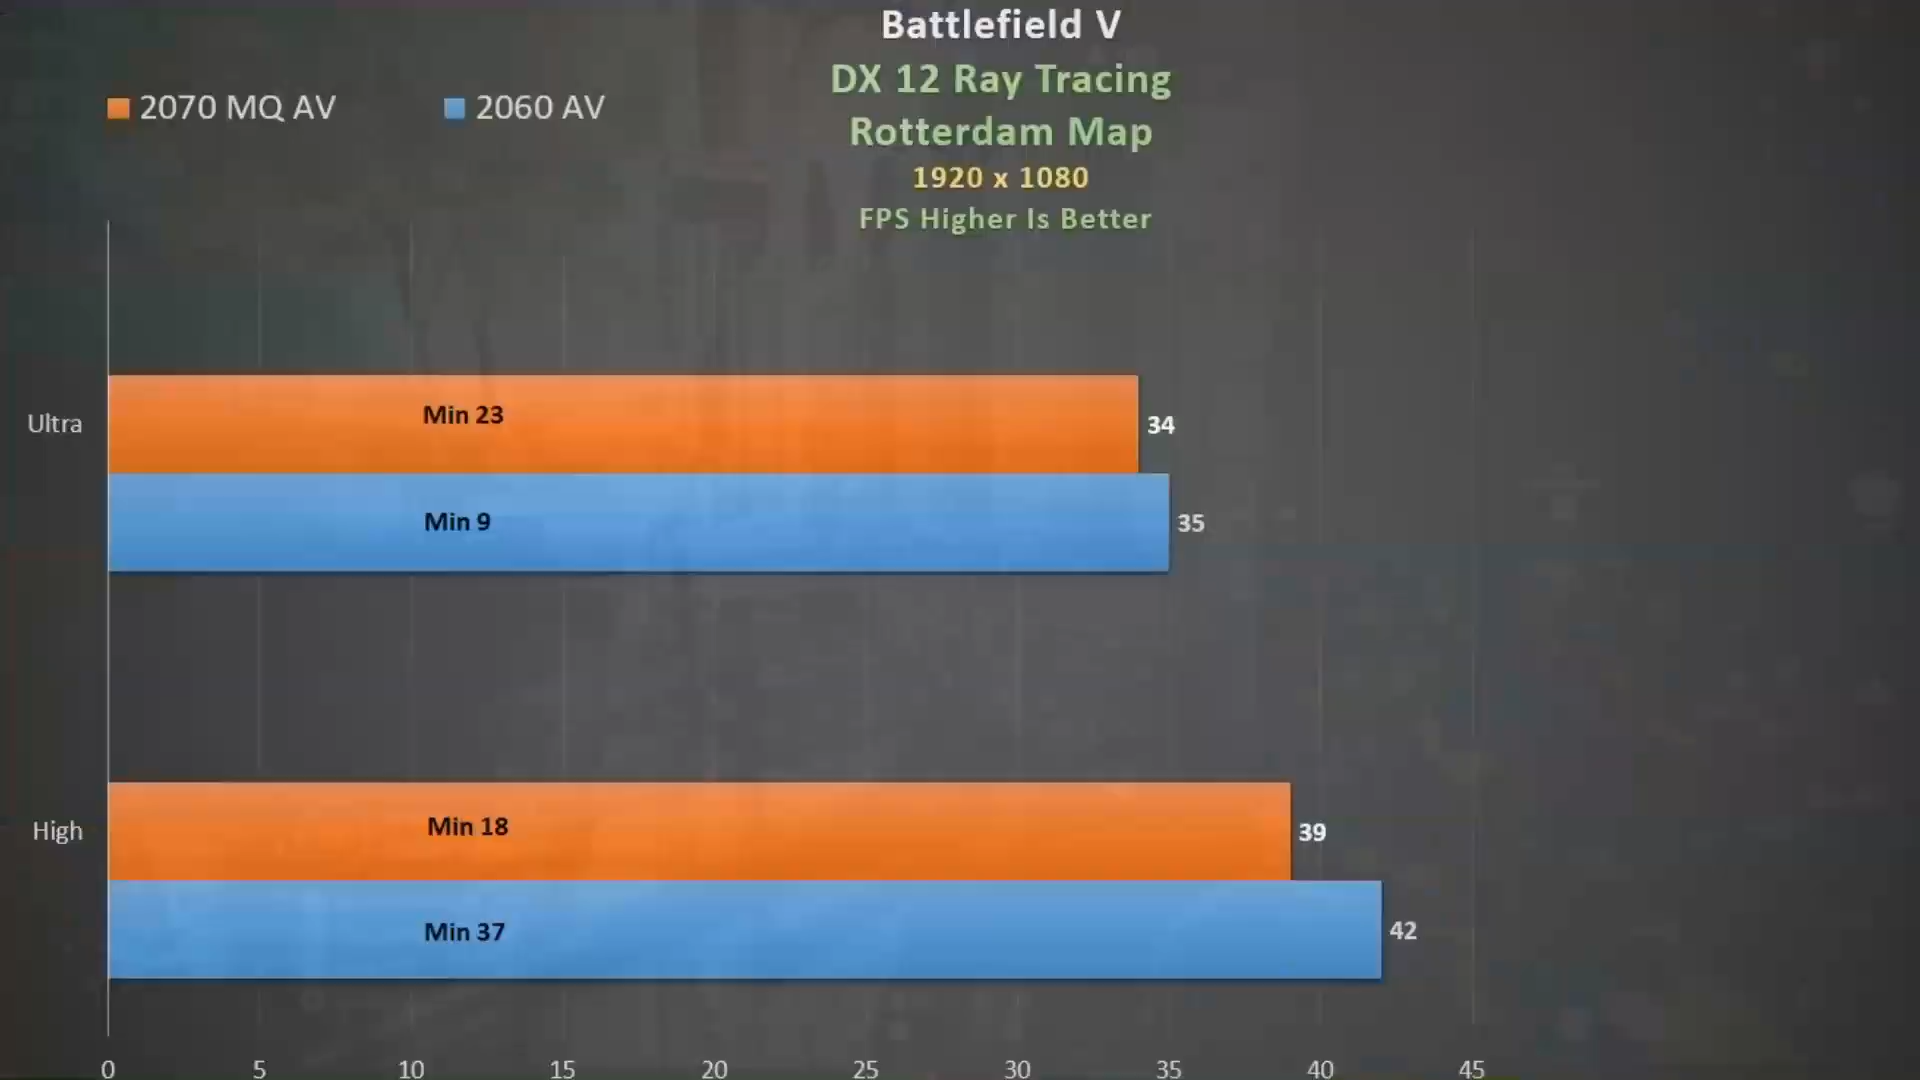 Battlefield V
DX 12 Ray Tracing
Rotterdam Map
1920 x 1080
FPS Higher Is Better
2070 MQ AV
2060 AV
Ultra
Min 23
34
Min 9
35
High
Min 18
39
Min 37
42
0 5 10 15 20 25 30 35 40 45